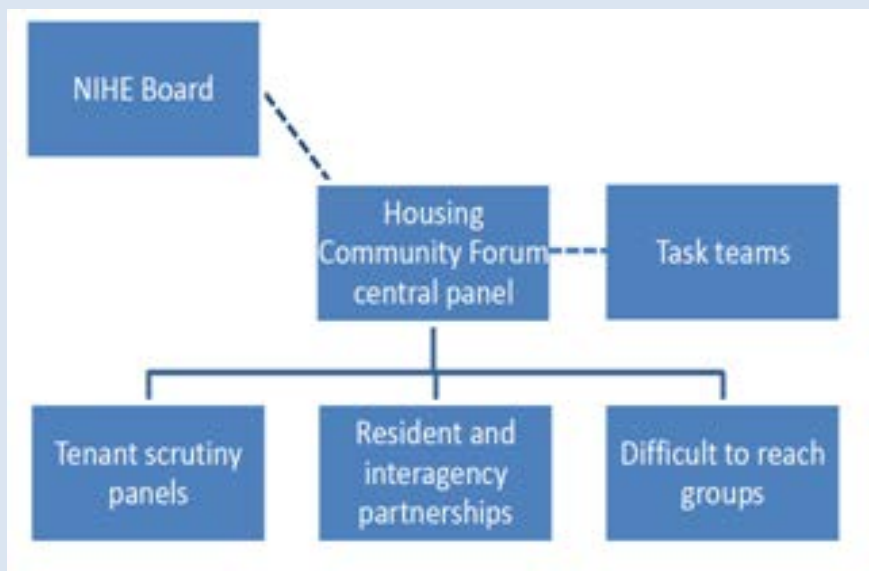 NIHE Board
Housing
Community Forum
central panel
Task teams
Tenant scrutiny
panels
Resident and
interagency
partnerships
Difficult to reach
groups